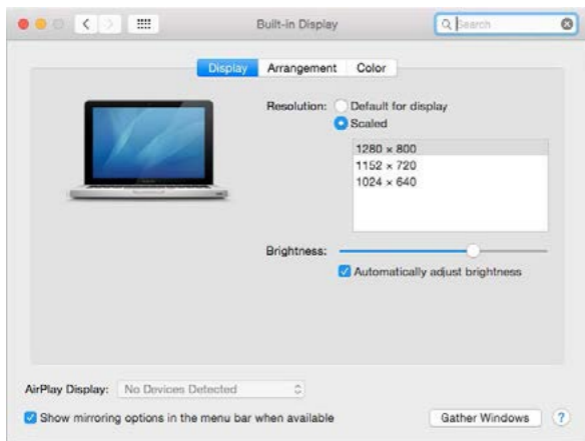 Built-in Display
Search
Display Arrangement Color
Resolution: Default for display
Scaled
1280 × 800
1152 × 720
1024 × 640
Brightness:
Automatically adjust brightness
AirPlay Display: No Devices Detected
Show mirroring options in the menu bar when available
Gather Windows ?